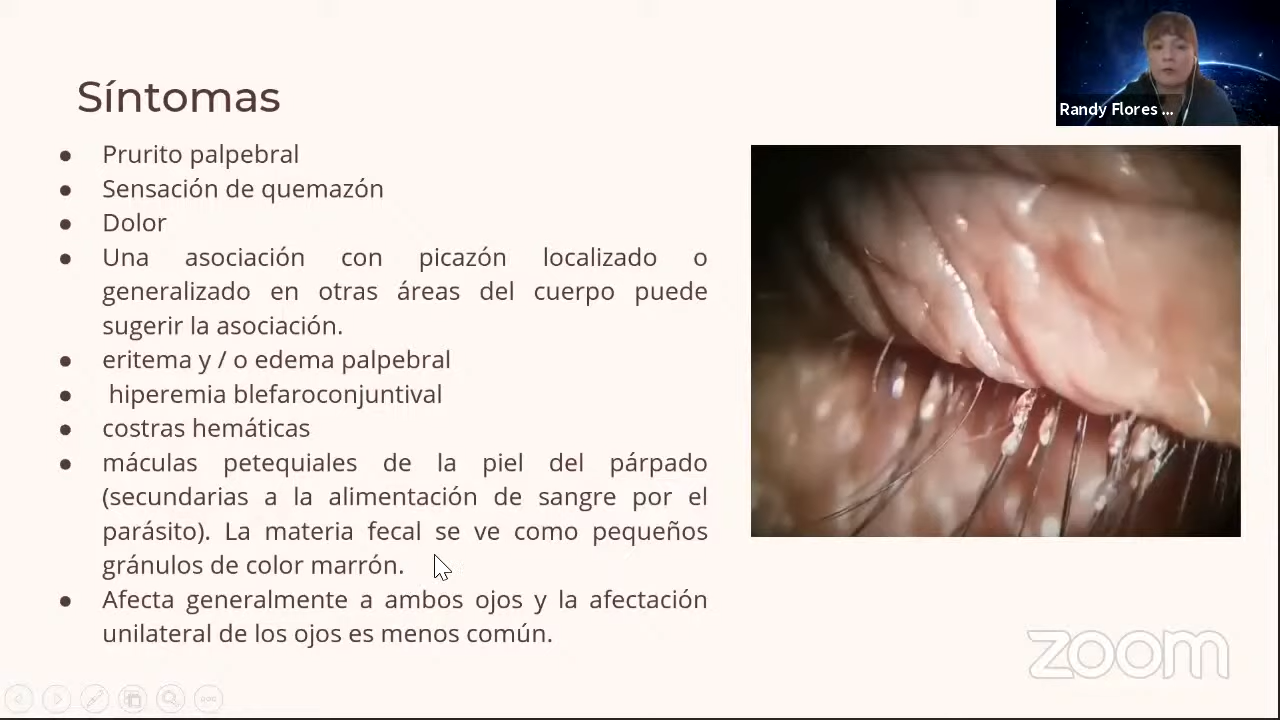 Randy Flores ...
Síntomas
● Prurito palpebral
● Sensación de quemazón
● Dolor
● Una asociación con picazón localizado o
generalizado en otras áreas del cuerpo puede
sugerir la asociación.
● eritema y / o edema palpebral
● hiperemia blefaroconjuntival
● costras hemáticas
● máculas petequiales de la piel del párpado
(secundarias a la alimentación de sangre por el
parásito). La materia fecal se ve como pequeños
gránulos de color marrón.
● Afecta generalmente a ambos ojos y la afectación
unilateral de los ojos es menos común.
zoom